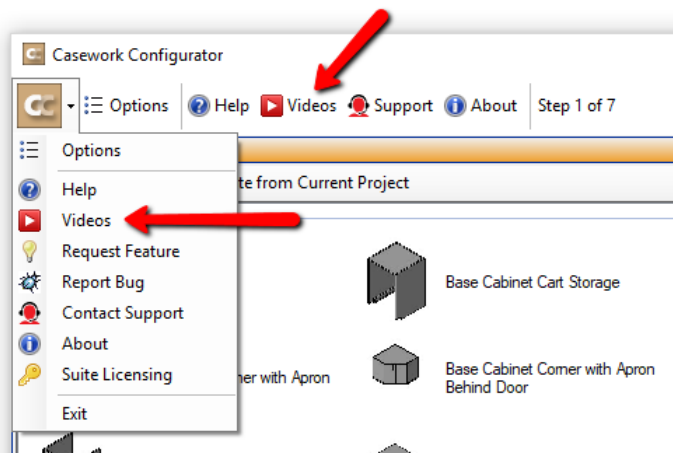 Casework Configurator
CC Options Help Videos Support About Step 1 of 7
Options
Help
te from Current Project
Videos
Request Feature
Report Bug
Base Cabinet Cart Storage
Contact Support
About
Suite Licensing
ner with Apron
Base Cabinet Corner with Apron
Behind Door
Exit